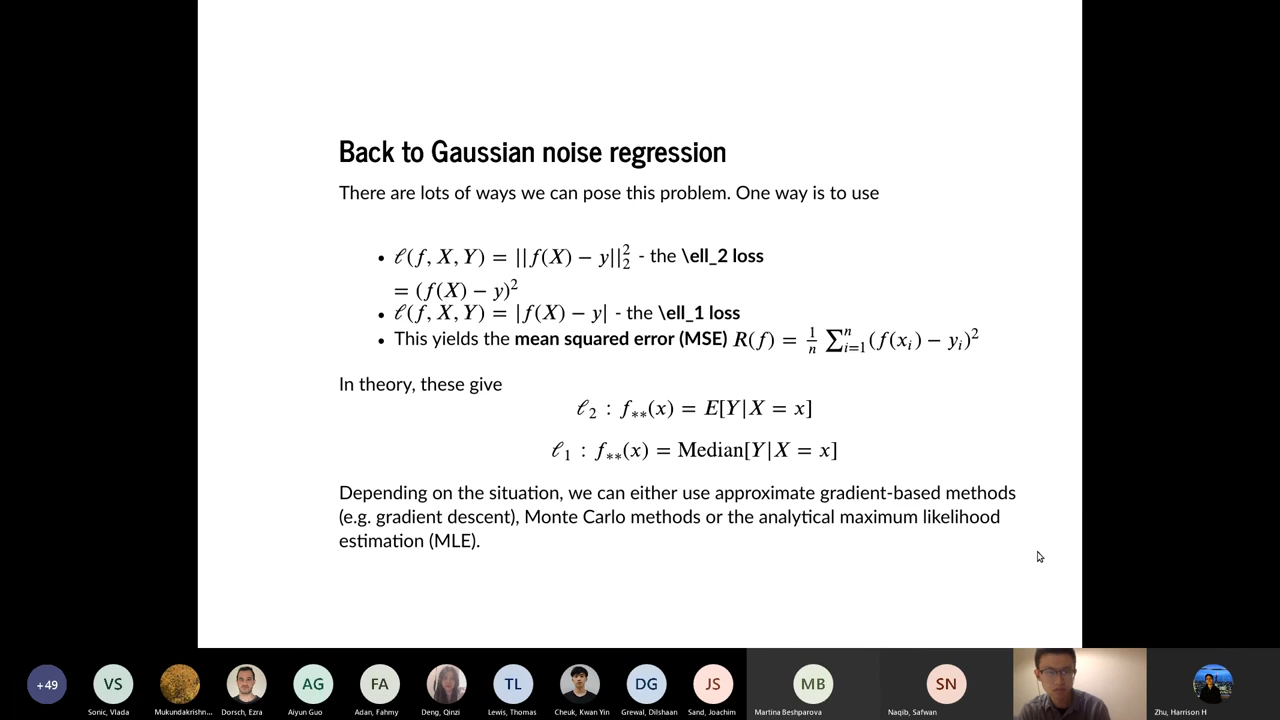 Back to Gaussian noise regression
There are lots of ways we can pose this problem. One way is to use
• ℓ(f, X, Y) = ||f(X) − y||₂² - the \ell_2 loss
= (f(X) − y)²
• ℓ(f, X, Y) = |f(X) − y| - the \ell_1 loss
• This yields the mean squared error (MSE) R(f) = 1/n ∑ᵢ₌₁ⁿ (f(xᵢ) − yᵢ)²
In theory, these give
ℓ₂ : f∗∗(x) = E[Y|X = x]
ℓ₁ : f∗∗(x) = Median[Y|X = x]
Depending on the situation, we can either use approximate gradient-based methods
(e.g. gradient descent), Monte Carlo methods or the analytical maximum likelihood
estimation (MLE).
+49 VS AG FA TL DG JS MB SN
Sonic, Vlada Mukundakrishn... Dorsch, Ezra Aiyun Guo Adan, Fahmy Deng, Qinzi Lewis, Thomas Cheuk, Kwan Yin Grewal, Dilshaan Sand, Joachim Martina Beshparova Naqib, Safwan Zhu, Harrison H